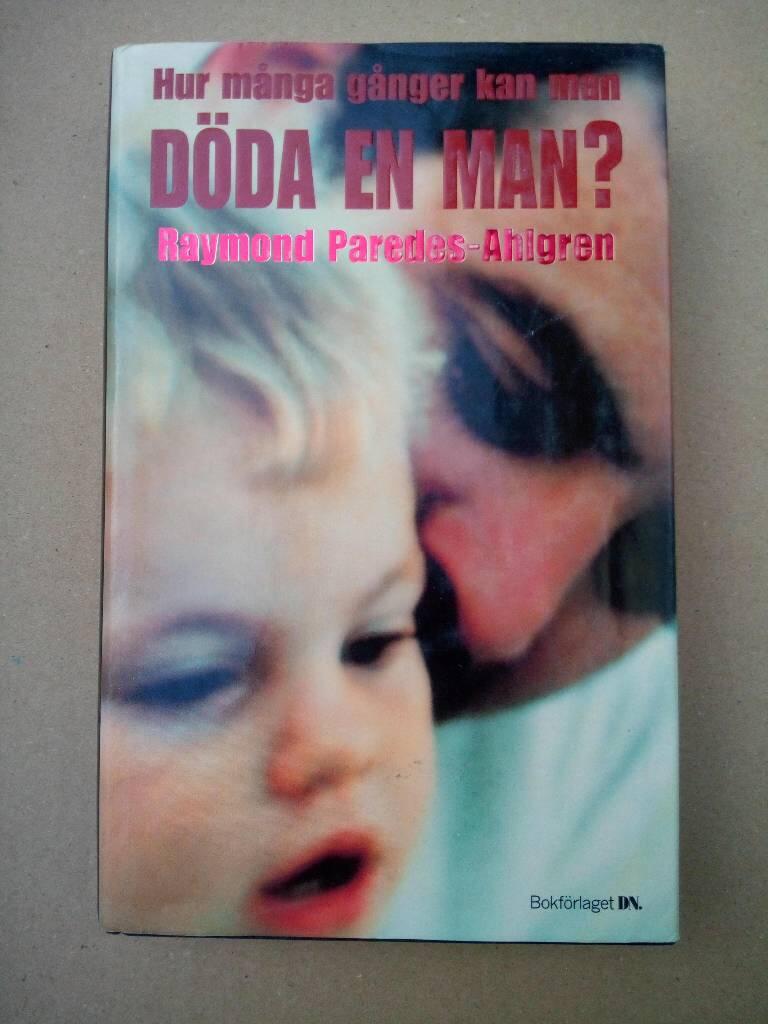 Hur många gånger kan man
DÖDA EN MAN?
Raymond Paredes-Ahlgren
Bokförlaget DN.